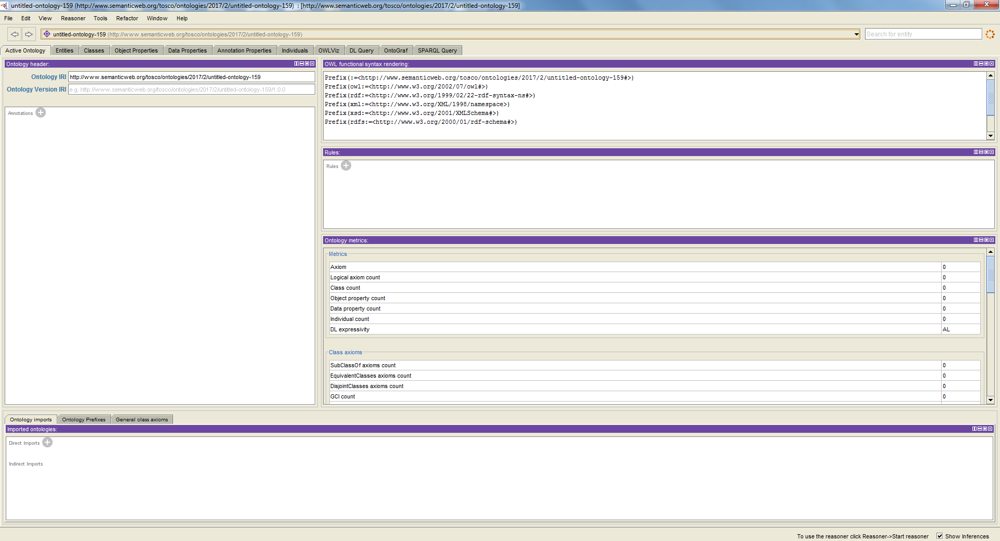 untitled-ontology-159 (http://www.semanticweb.org/tosco/ontologies/2017/2/untitled-ontology-159)  : [http://www.semanticweb.org/tosco/ontologies/2017/2/untitled-ontology-159]
File Edit View Reasoner Tools Refactor Window Help
untitled-ontology-159 (http://www.semanticweb.org/tosco/ontologies/2017/2/untitled-ontology-159) Search for entity
Active Ontology Entities Classes Object Properties Data Properties Annotation Properties Individuals OWLViz DL Query OntoGraf SPARQL Query
Ontology header:
Ontology IRI http://www.semanticweb.org/tosco/ontologies/2017/2/untitled-ontology-159
Ontology Version IRI e.g. http://www.semanticweb.org/tosco/ontologies/2017/2/untitled-ontology-159/1.0.0
Annotations
OWL functional syntax rendering:
Prefix(:=<http://www.semanticweb.org/tosco/ontologies/2017/2/untitled-ontology-159#>)
Prefix(owl:=<http://www.w3.org/2002/07/owl#>)
Prefix(rdf:=<http://www.w3.org/1999/02/22-rdf-syntax-ns#>)
Prefix(xml:=<http://www.w3.org/XML/1998/namespace>)
Prefix(xsd:=<http://www.w3.org/2001/XMLSchema#>)
Prefix(rdfs:=<http://www.w3.org/2000/01/rdf-schema#>)
Rules:
Rules
Ontology metrics:
Metrics
Axiom 0
Logical axiom count 0
Class count 0
Object property count 0
Data property count 0
Individual count 0
DL expressivity AL
Class axioms
SubClassOf axioms count 0
EquivalentClasses axioms count 0
DisjointClasses axioms count 0
GCI count 0
Ontology imports Ontology Prefixes General class axioms
Imported ontologies:
Direct Imports
Indirect Imports
To use the reasoner click Reasoner->Start reasoner Show Inferences